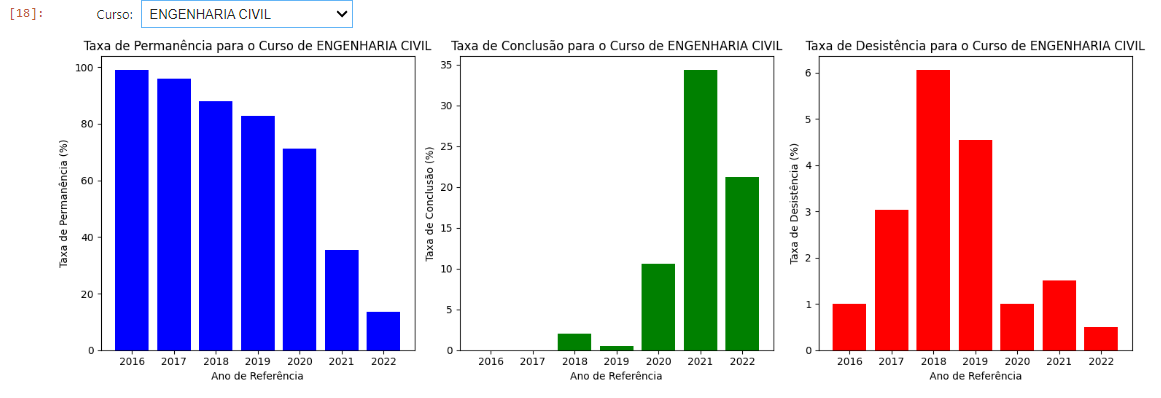 [18]: Curso: ENGENHARIA CIVIL
Taxa de Permanência para o Curso de ENGENHARIA CIVIL
Taxa de Permanência (%)
100
80
60
40
20
0
2016 2017 2018 2019 2020 2021 2022
Ano de Referência
Taxa de Conclusão para o Curso de ENGENHARIA CIVIL
Taxa de Conclusão (%)
35
30
25
20
15
10
5
0
2016 2017 2018 2019 2020 2021 2022
Ano de Referência
Taxa de Desistência para o Curso de ENGENHARIA CIVIL
Taxa de Desistência (%)
6
5
4
3
2
1
0
2016 2017 2018 2019 2020 2021 2022
Ano de Referência